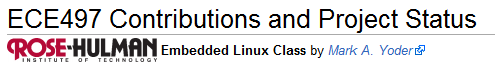 ECE497 Contributions and Project Status
ROSE-HULMAN
INSTITUTE OF TECHNOLOGY
Embedded Linux Class by Mark A. Yoder